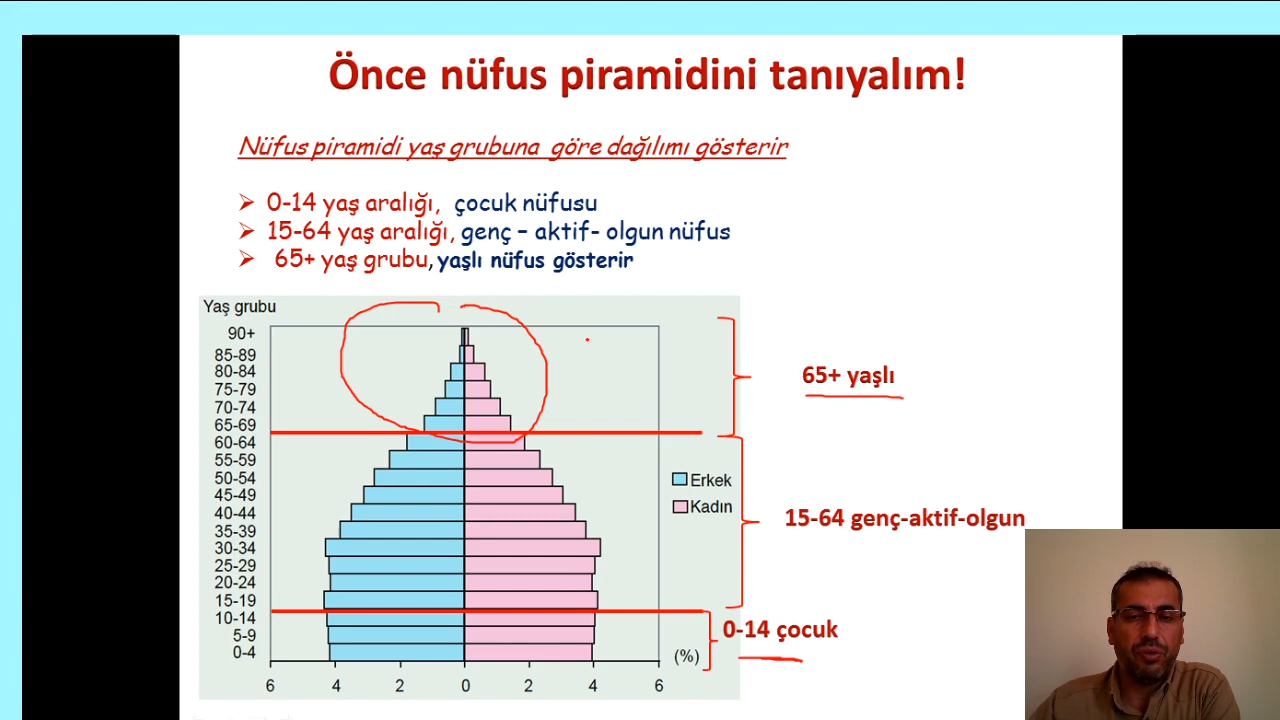 Önce nüfus piramidini tanıyalım!
Nüfus piramidi yaş grubuna göre dağılımı gösterir
0-14 yaş aralığı, çocuk nüfusu
15-64 yaş aralığı, genç – aktif- olgun nüfus
65+ yaş grubu, yaşlı nüfus gösterir
Yaş grubu
90+
85-89
80-84
75-79
70-74
65-69
60-64
55-59
50-54
45-49
40-44
35-39
30-34
25-29
20-24
15-19
10-14
5-9
0-4
6 4 2 0 2 4 6
(%)
Erkek
Kadın
65+ yaşlı
15-64 genç-aktif-olgun
0-14 çocuk